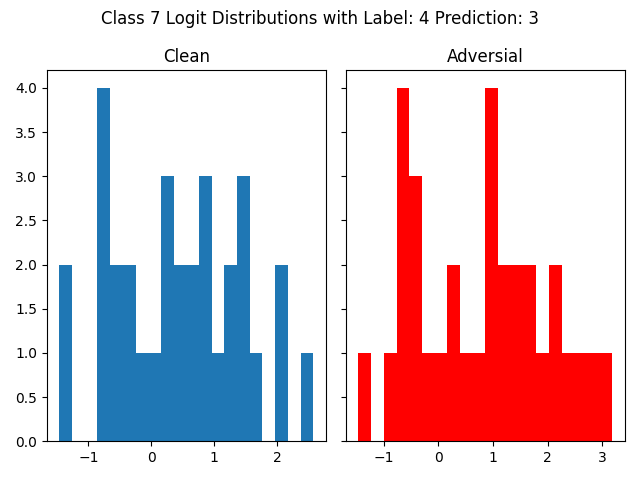 Class 7 Logit Distributions with Label: 4 Prediction: 3
Clean
Adversial
4.0
3.5
3.0
2.5
2.0
1.5
1.0
0.5
0.0
−1 0 1 2
−1 0 1 2 3